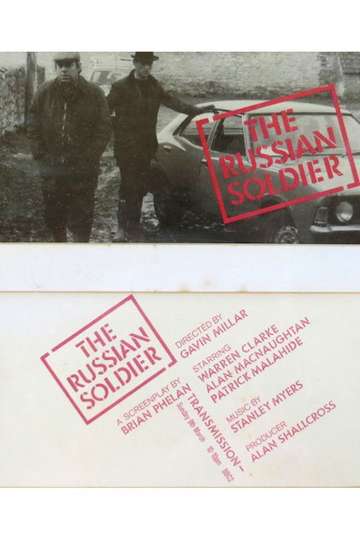 THE
RUSSIAN
SOLDIER
THE
RUSSIAN
SOLDIER
A SCREENPLAY BY
BRIAN PHELAN
DIRECTED BY
GAVIN MILLAR
STARRING
WARREN CLARKE
ALAN MACNAUGHTAN
PATRICK MALAHIDE
MUSIC BY
STANLEY MYERS
PRODUCER
ALAN SHALLCROSS
TRANSMISSION–
March